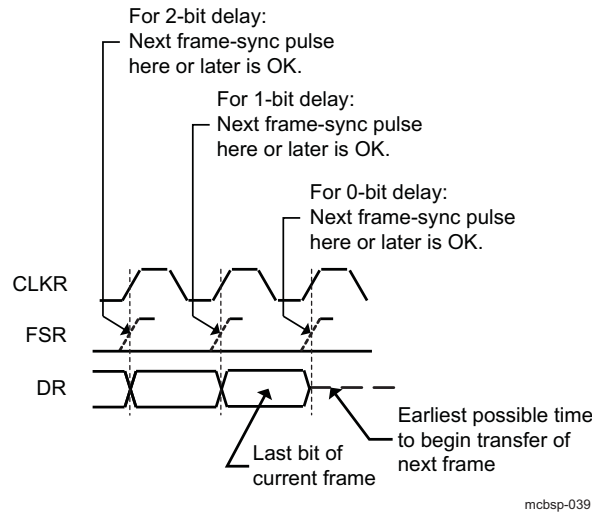 For 2-bit delay:
Next frame-sync pulse
here or later is OK.
For 1-bit delay:
Next frame-sync pulse
here or later is OK.
For 0-bit delay:
Next frame-sync pulse
here or later is OK.
CLKR
FSR
DR
Last bit of
current frame
Earliest possible time
to begin transfer of
next frame
mcbsp-039